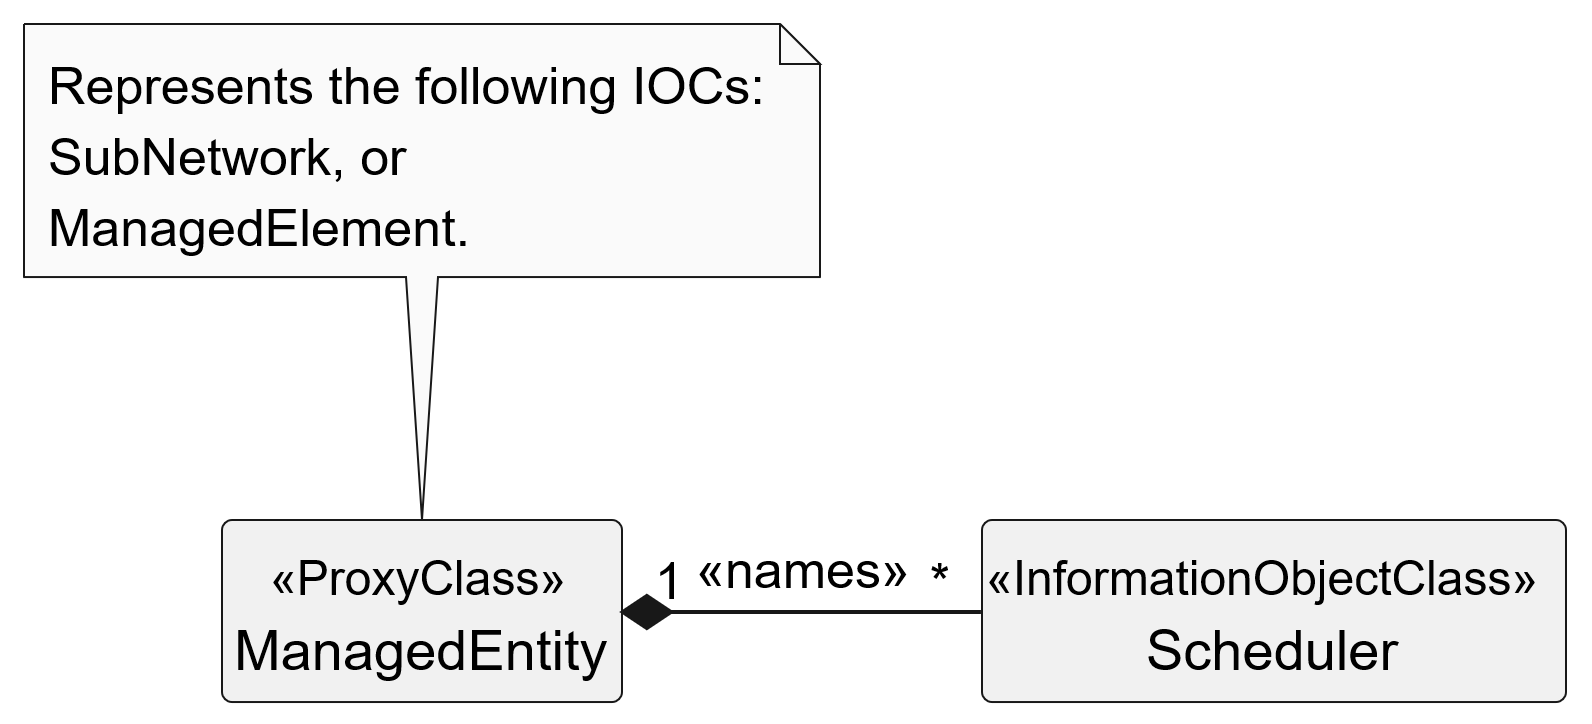 Represents the following IOCs:
SubNetwork, or
ManagedElement.
«ProxyClass»
ManagedEntity
1 «names» *
«InformationObjectClass»
Scheduler